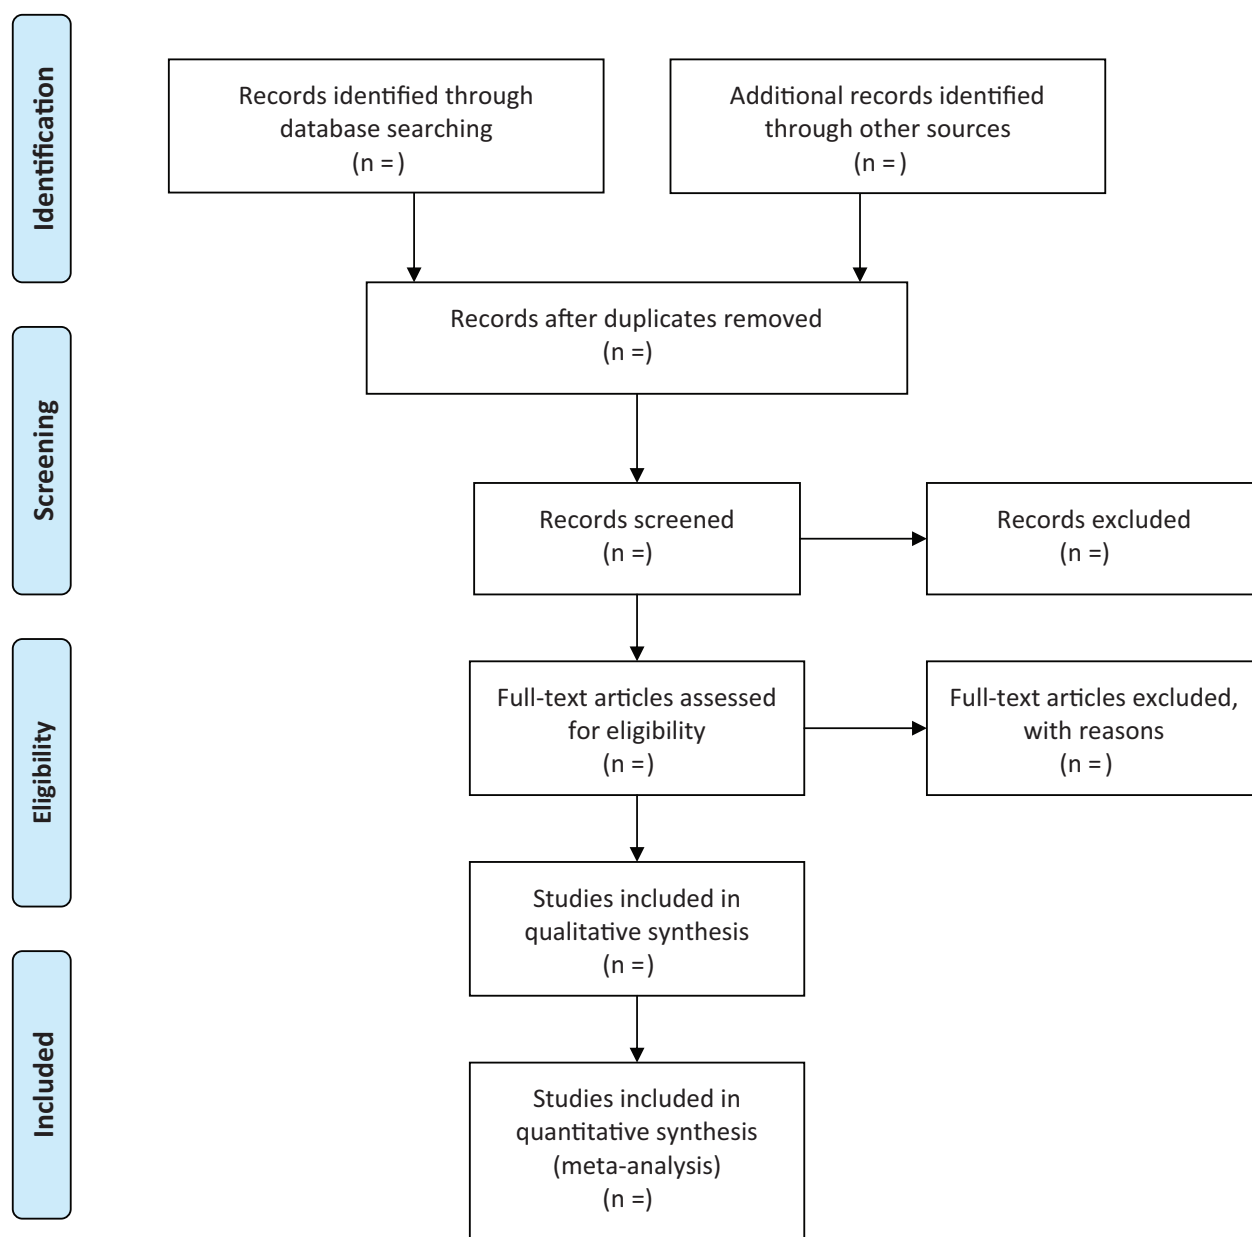 Identification
Records identified through
database searching
(n = )
Additional records identified
through other sources
(n = )
Records after duplicates removed
(n =)
Screening
Records screened
(n =)
Records excluded
(n =)
Eligibility
Full-text articles assessed
for eligibility
(n = )
Full-text articles excluded,
with reasons
(n = )
Studies included in
qualitative synthesis
(n = )
Included
Studies included in
quantitative synthesis
(meta-analysis)
(n =)